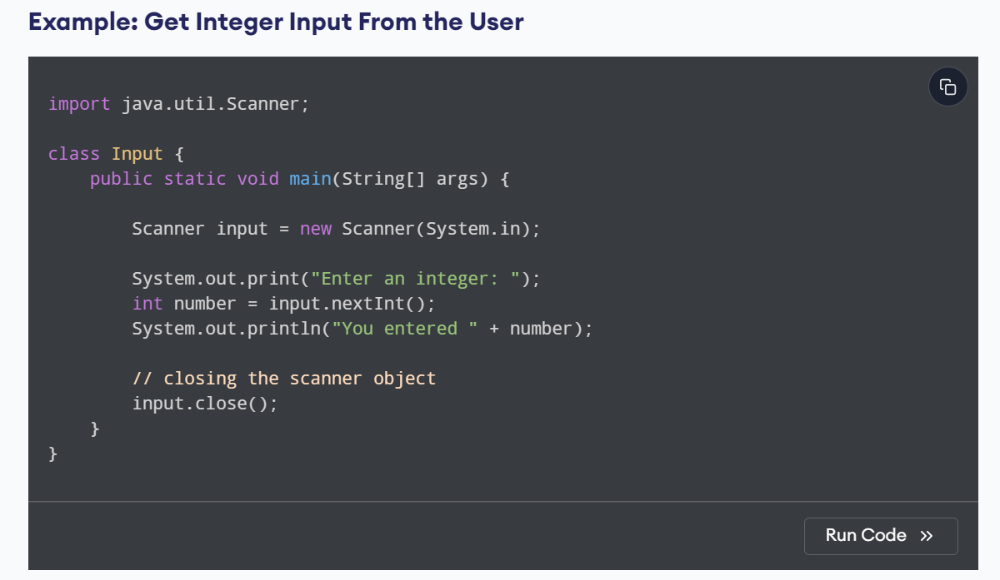 Example: Get Integer Input From the User
import java.util.Scanner;
class Input {
    public static void main(String[] args) {
        Scanner input = new Scanner(System.in);
        System.out.print("Enter an integer: ");
        int number = input.nextInt();
        System.out.println("You entered " + number);
        // closing the scanner object
        input.close();
    }
}
Run Code »